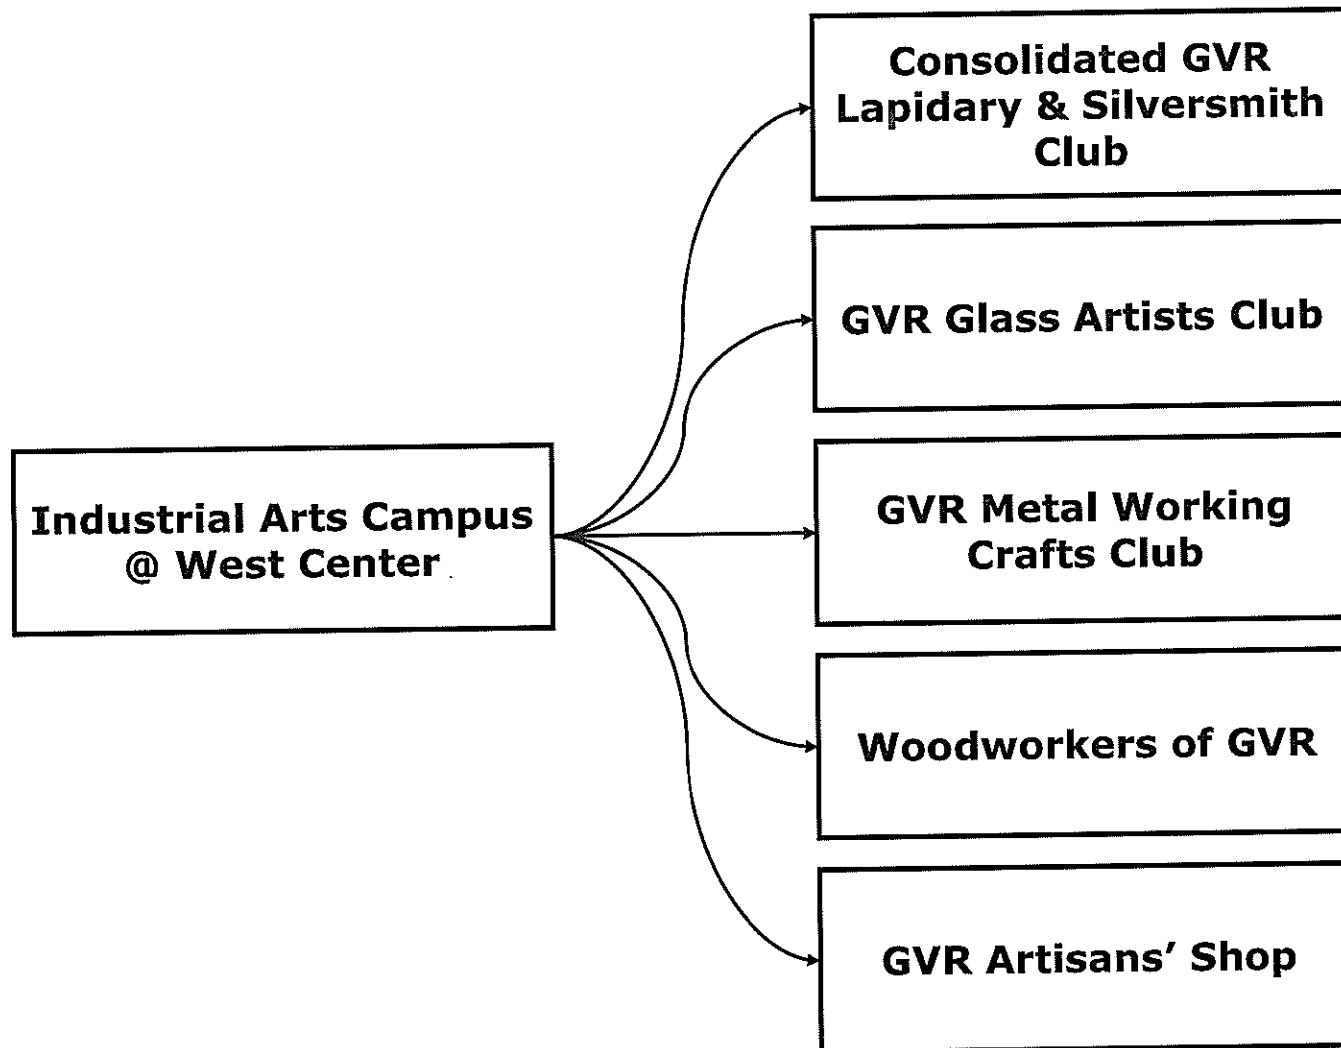 Consolidated GVR
Lapidary & Silversmith
Club
GVR Glass Artists Club
Industrial Arts Campus
@ West Center
GVR Metal Working
Crafts Club
Woodworkers of GVR
GVR Artisans’ Shop